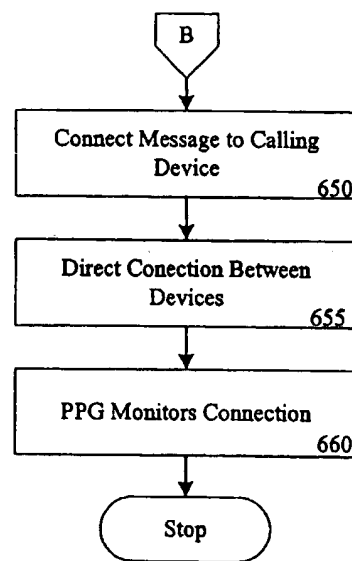 B
Connect Message to Calling
Device
650
Direct Conection Between
Devices
655
PPG Monitors Connection
660
Stop